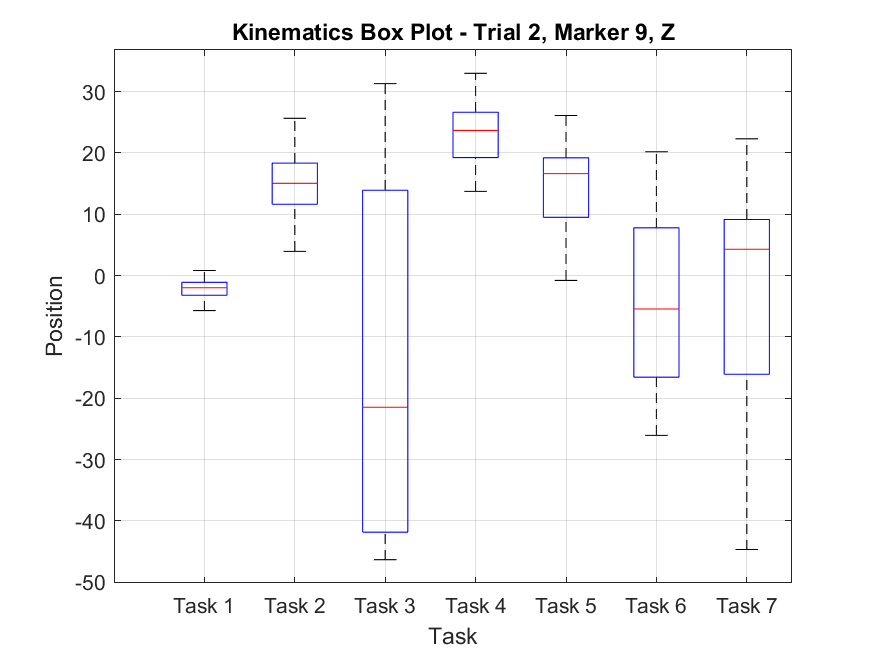 Kinematics Box Plot - Trial 2, Marker 9, Z
30
20
10
0
-10
-20
-30
-40
-50
Position
Task 1 Task 2 Task 3 Task 4 Task 5 Task 6 Task 7
Task